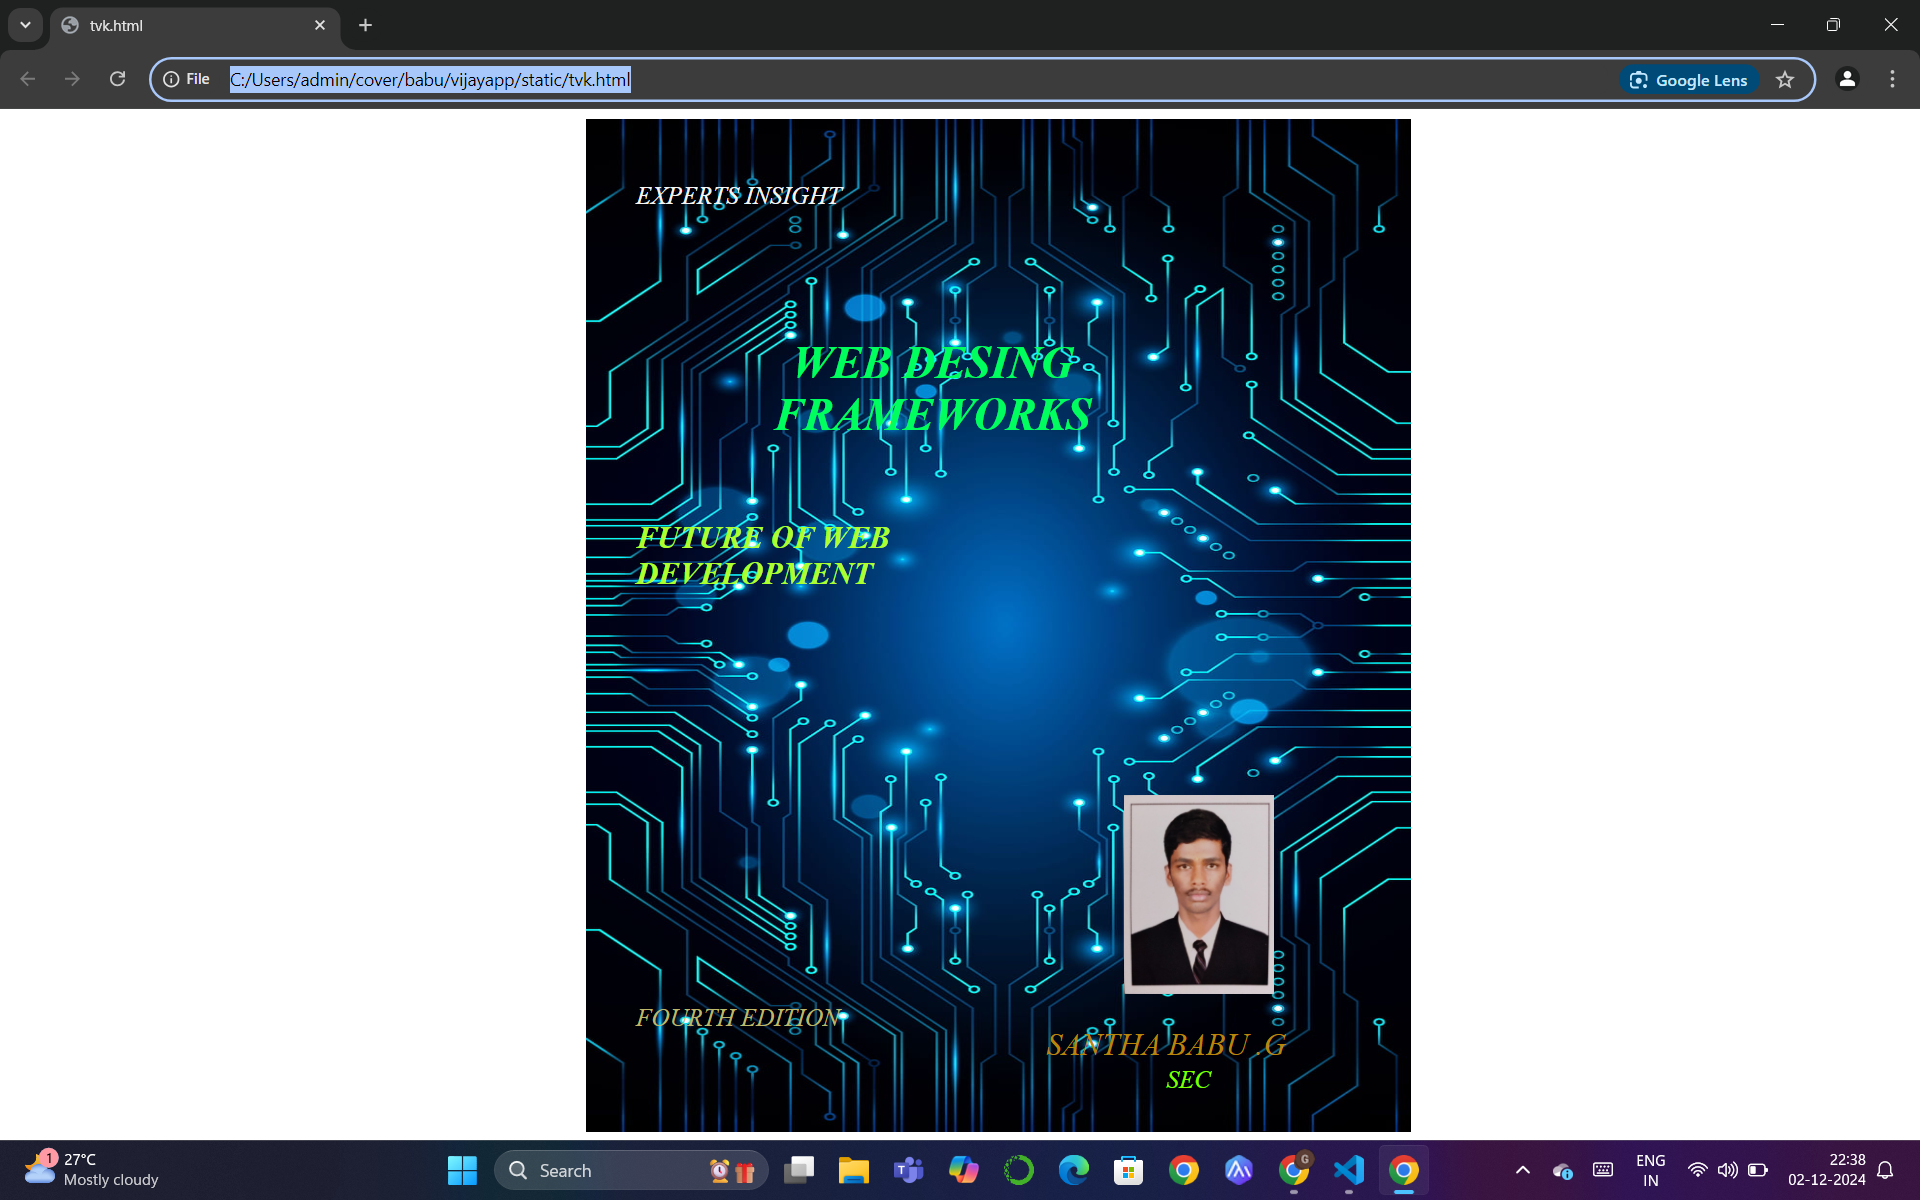 tvk.html
File
C:/Users/admin/cover/babu/vijayapp/static/tvk.html
Google Lens
EXPERTS INSIGHT
WEB DESING
FRAMEWORKS
FUTURE OF WEB
DEVELOPMENT
FOURTH EDITION
SANTHA BABU .G
SEC
1
27°C
Mostly cloudy
Search
G
ENG
IN
22:38
02-12-2024